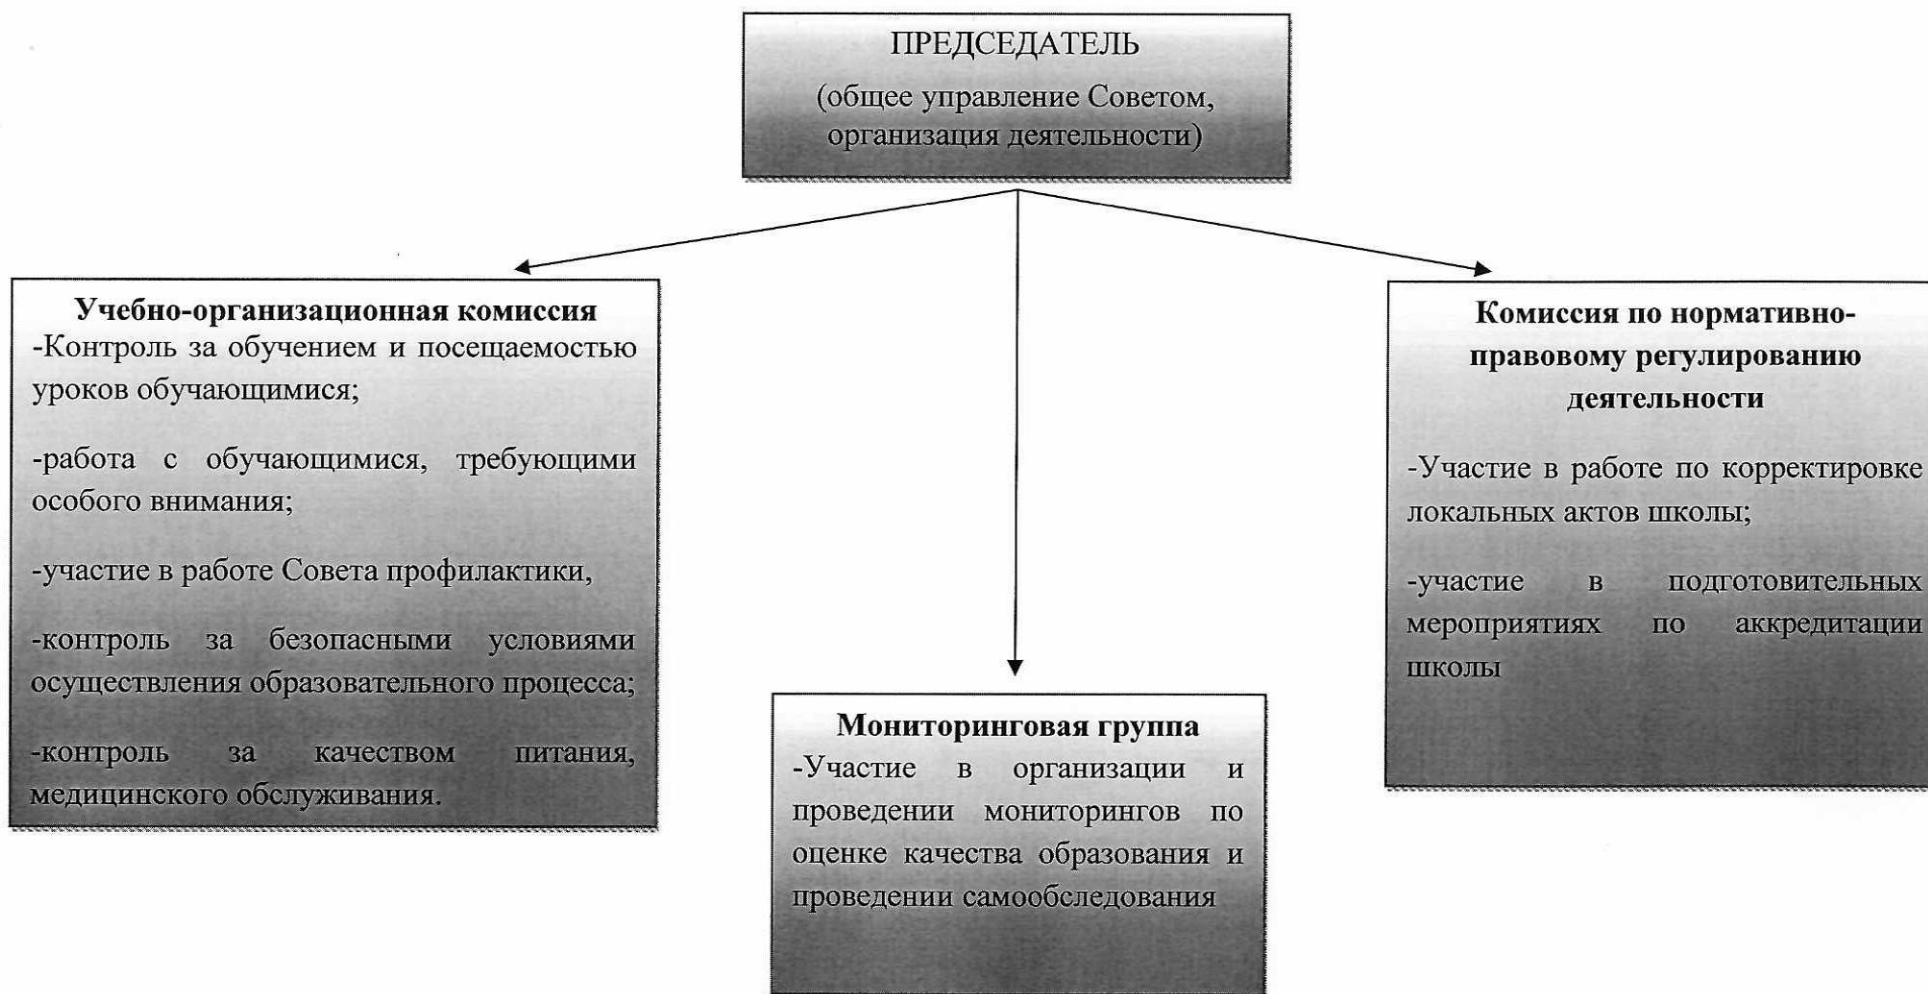 ПРЕДСЕДАТЕЛЬ
(общее управление Советом,
организация деятельности)
Учебно-организационная комиссия
-Контроль за обучением и посещаемостью
уроков обучающимися;
-работа с обучающимися, требующими
особого внимания;
-участие в работе Совета профилактики,
-контроль за безопасными условиями
осуществления образовательного процесса;
-контроль за качеством питания,
медицинского обслуживания.
Мониторинговая группа
-Участие в организации и
проведении мониторингов по
оценке качества образования и
проведении самообследования
Комиссия по нормативно-
правовому регулированию
деятельности
-Участие в работе по корректировке
локальных актов школы;
-участие в подготовительных
мероприятиях по аккредитации
школы